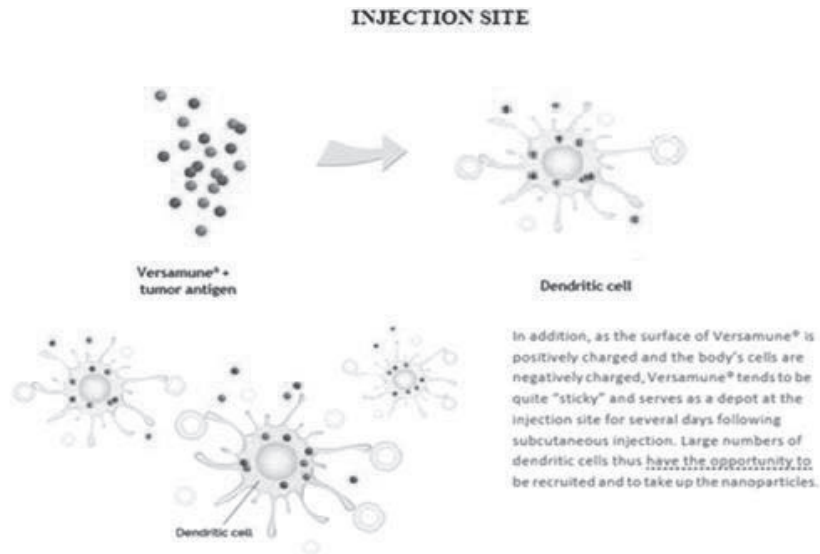 INJECTION SITE
Versamune® +
tumor antigen
Dendritic cell
In addition, as the surface of Versamune® is
positively charged and the body's cells are
negatively charged, Versamune® tends to be
quite "sticky" and serves as a depot at the
injection site for several days following
subcutaneous injection. Large numbers of
dendritic cells thus have the opportunity to
be recruited and to take up the nanoparticles.
Dendritic cell